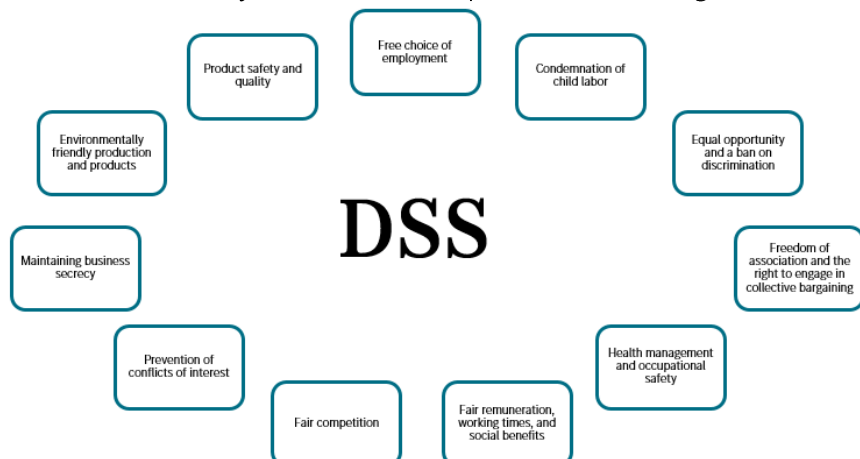 Free choice of
employment
Product safety and
quality
Condemnation of
child labor
Environmentally
friendly production
and products
Equal opportunity
and a ban on
discrimination
DSS
Maintaining business
secrecy
Freedom of
association and the
right to engage in
collective bargaining
Prevention of
conflicts of interest
Health management
and occupational
safety
Fair competition
Fair remuneration,
working times, and
social benefits